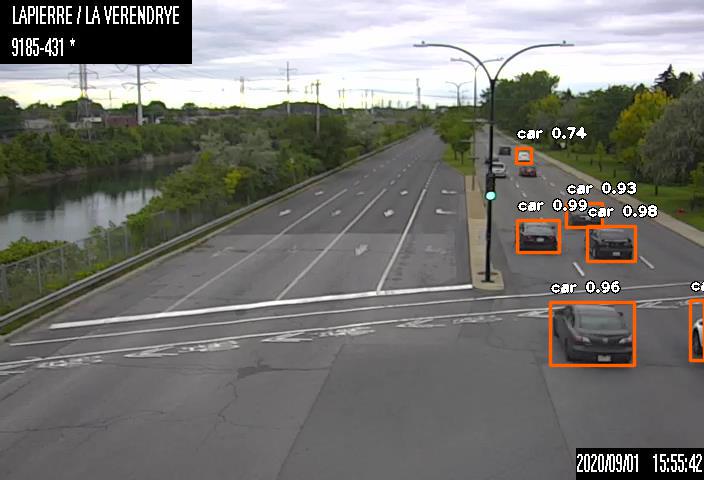 LAPIERRE / LA VERENDRYE
9185-431 *
car 0.74
car 0.93
car 0.99
car 0.98
car 0.96
ca
2020/09/01 15:55:42